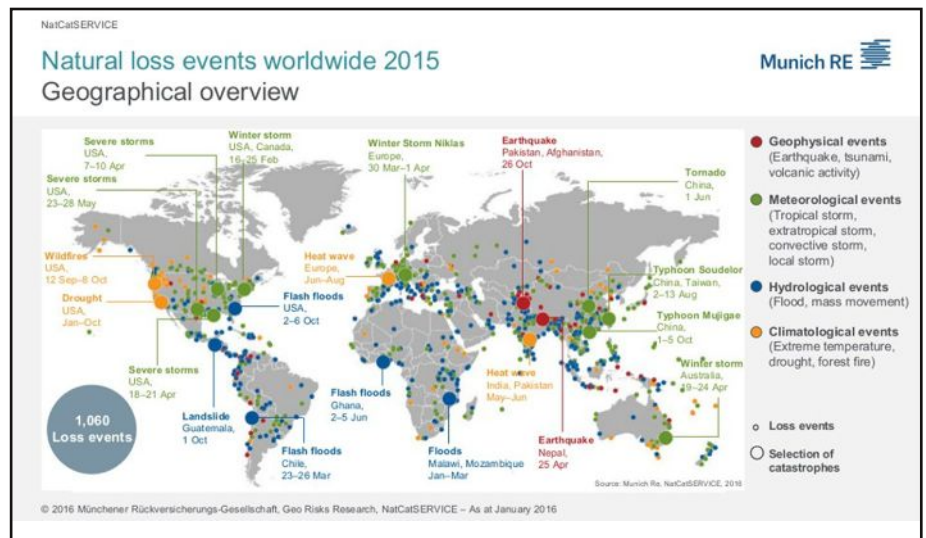 NatCatSERVICE
Natural loss events worldwide 2015
Geographical overview
Munich RE
Severe storms
USA,
7–10 Apr
Winter storm
USA, Canada,
16–25 Feb
Winter Storm Niklas
Europe,
30 Mar–1 Apr
Earthquake
Pakistan, Afghanistan,
26 Oct
Tornado
China,
1 Jun
Severe storms
USA,
23–28 May
Wildfires
USA,
12 Sep–8 Oct
Drought
USA,
Jan–Oct
Flash floods
USA,
2–6 Oct
Heat wave
Europe,
Jun–Aug
Typhoon Soudelor
China, Taiwan,
2–13 Aug
Typhoon Mujigae
China,
1–5 Oct
Winter storm
Australia,
19–24 Apr
Severe storms
USA,
18–21 Apr
Landslide
Guatemala,
1 Oct
Flash floods
Chile,
23–26 Mar
Flash floods
Ghana,
2–5 Jun
Heat wave
India, Pakistan
May–Jun
Floods
Malawi, Mozambique
Jan–Mar
Earthquake
Nepal,
25 Apr
1,060
Loss events
Source: Munich Re, NatCatSERVICE, 2016
Geophysical events
(Earthquake, tsunami,
volcanic activity)
Meteorological events
(Tropical storm,
extratropical storm,
convective storm,
local storm)
Hydrological events
(Flood, mass movement)
Climatological events
(Extreme temperature,
drought, forest fire)
Loss events
Selection of
catastrophes
© 2016 Münchener Rückversicherungs-Gesellschaft, Geo Risks Research, NatCatSERVICE – As at January 2016